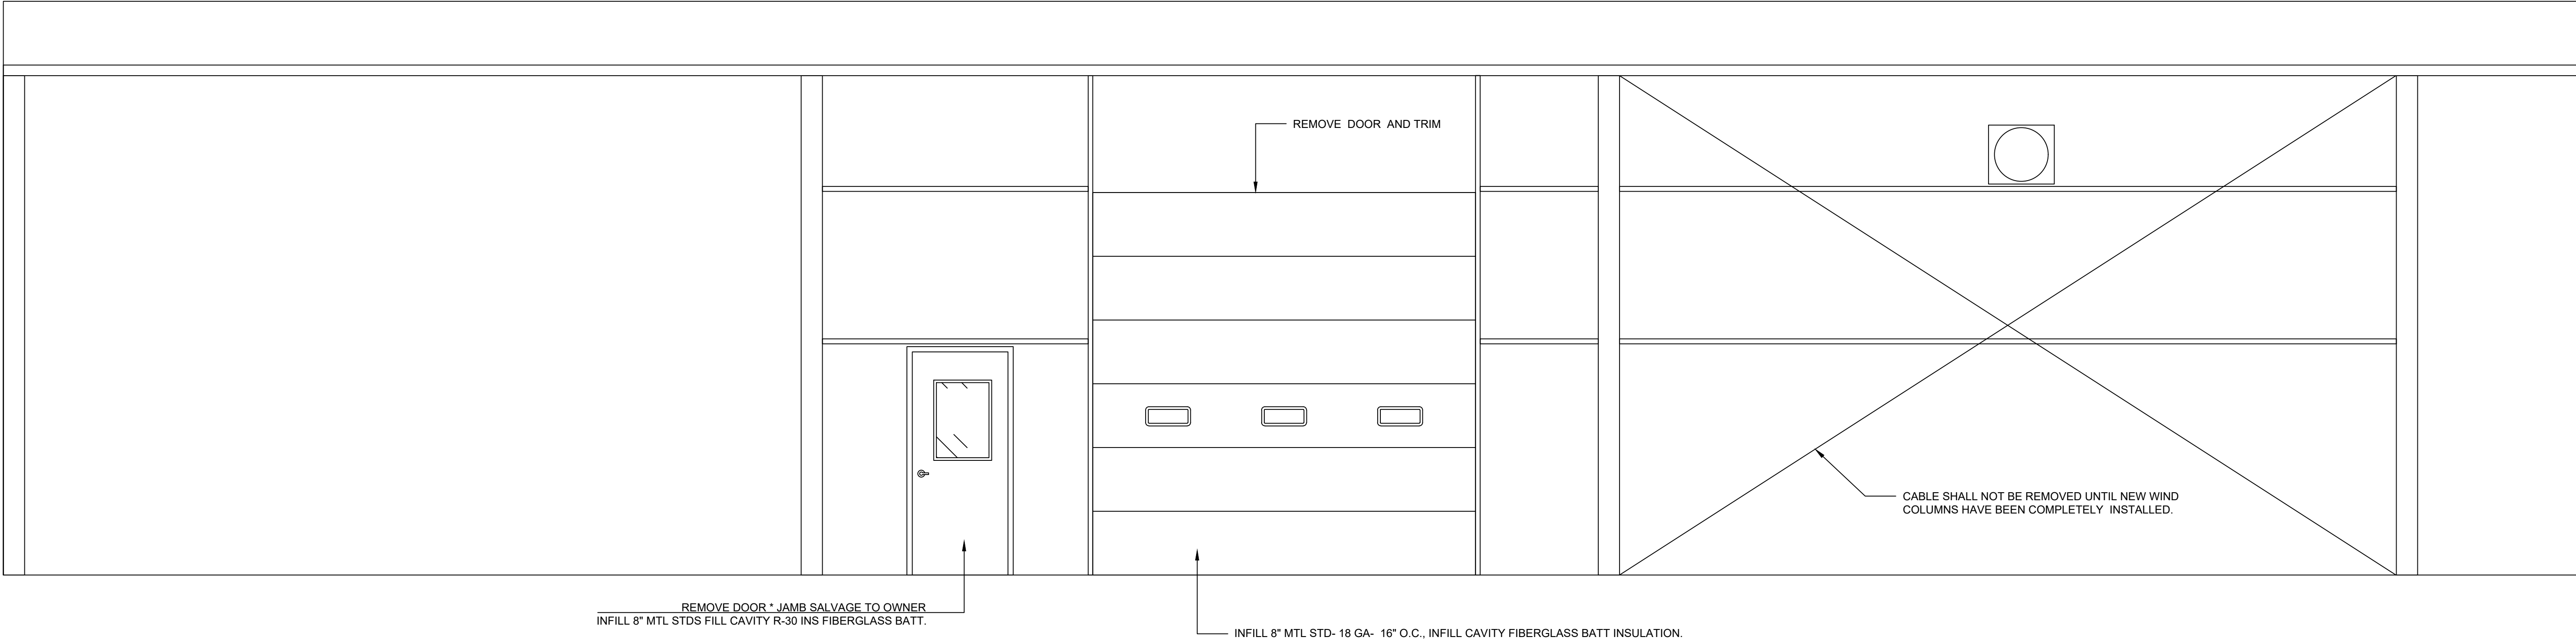 REMOVE DOOR AND TRIM
CABLE SHALL NOT BE REMOVED UNTIL NEW WIND
COLUMNS HAVE BEEN COMPLETELY INSTALLED.
REMOVE DOOR * JAMB SALVAGE TO OWNER
INFILL 8" MTL STDS FILL CAVITY R-30 INS FIBERGLASS BATT.
INFILL 8" MTL STD- 18 GA- 16" O.C., INFILL CAVITY FIBERGLASS BATT INSULATION.